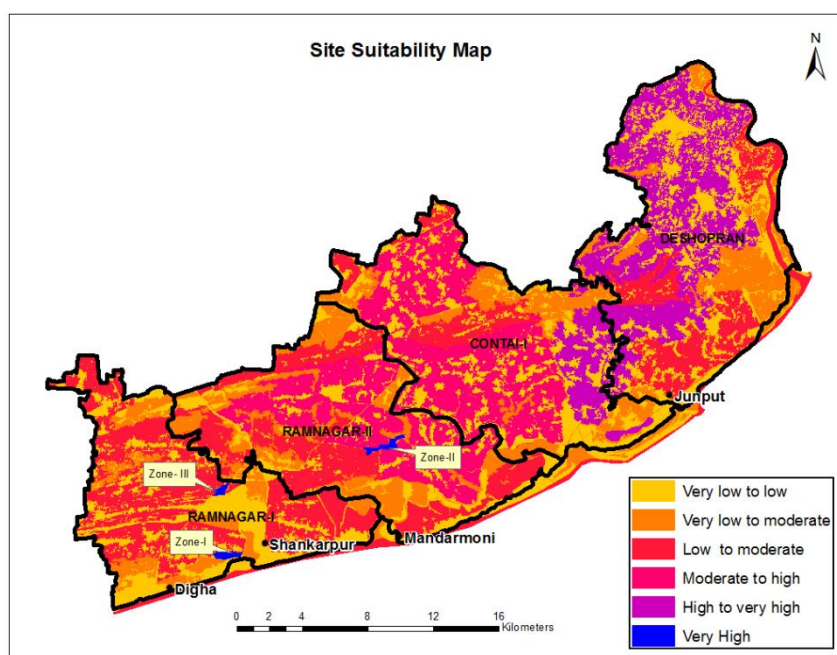 Site Suitability Map
N
DESHOPRAN
CONTAI-I
Junput
RAMNAGAR-II
Zone-II
Zone- III
RAMNAGAR-I
Zone-I
Shankarpur
Mandarmoni
Digha
0 2 4 8 12 16
Kilometers
Very low to low
Very low to moderate
Low to moderate
Moderate to high
High to very high
Very High